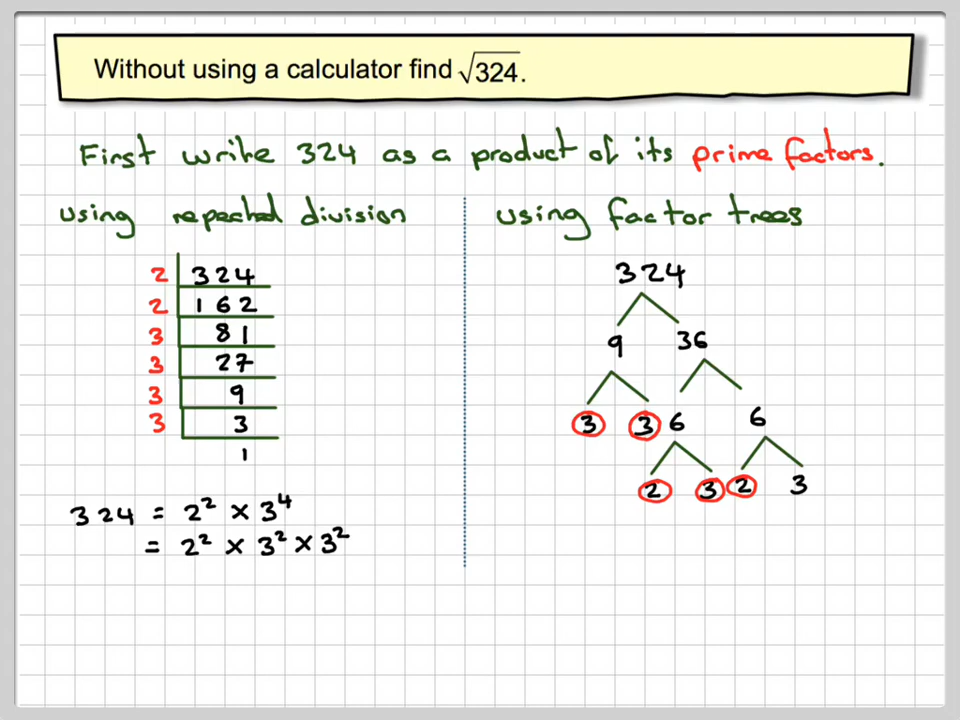 Without using a calculator find √324.
First write 324 as a product of its prime factors.
using repeated division
2 324
2 162
3 81
3 27
3 9
3 3
1
324 = 2² × 3⁴
= 2² × 3² × 3²
using factor trees
324
9 36
3 3 6 6
2 3 2 3